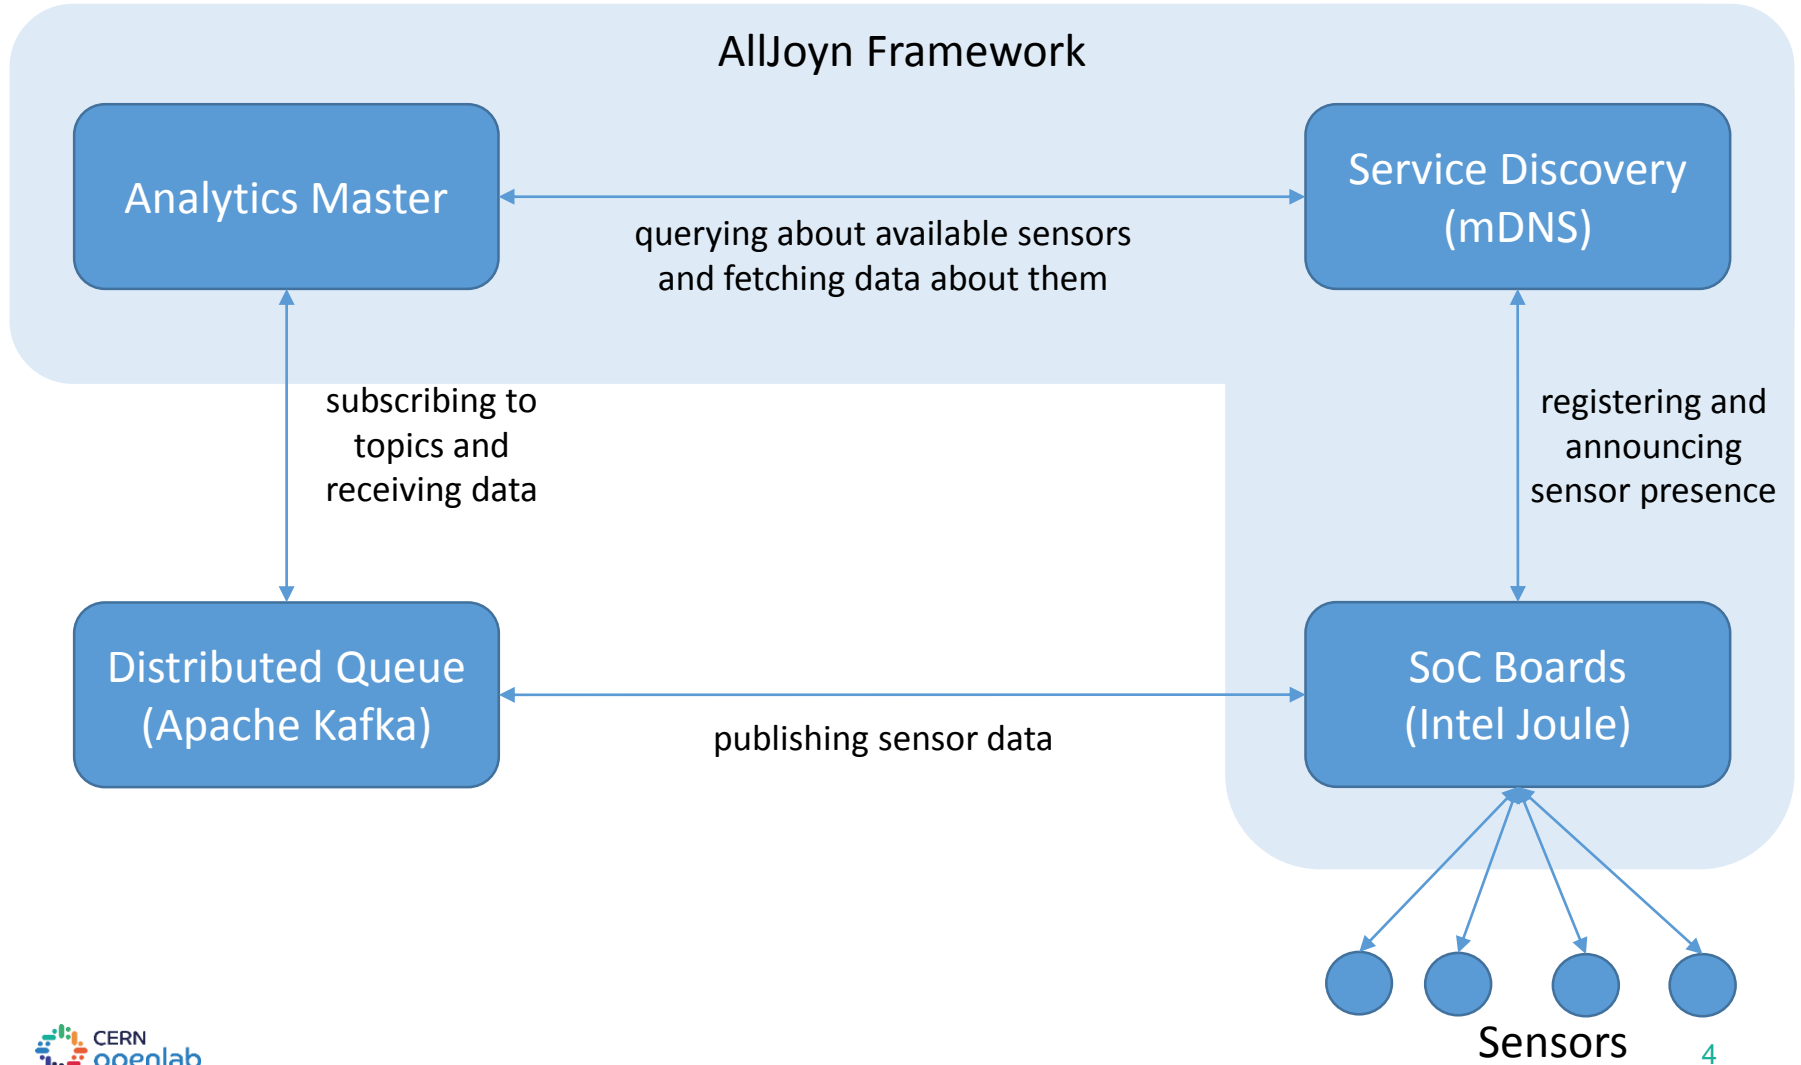 AllJoyn Framework
Analytics Master
Service Discovery
(mDNS)
querying about available sensors
and fetching data about them
subscribing to
topics and
receiving data
registering and
announcing
sensor presence
Distributed Queue
(Apache Kafka)
SoC Boards
(Intel Joule)
publishing sensor data
Sensors
CERN
openlab
4